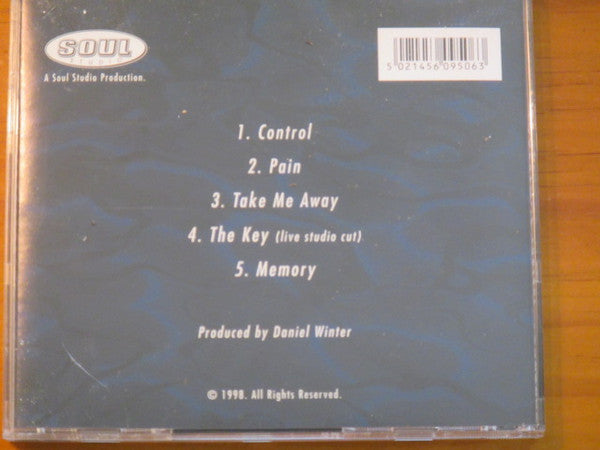 SOUL
STUDIO
A Soul Studio Production.
5 021456 095063
1. Control
2. Pain
3. Take Me Away
4. The Key (live studio cut)
5. Memory
Produced by Daniel Winter
© 1998. All Rights Reserved.